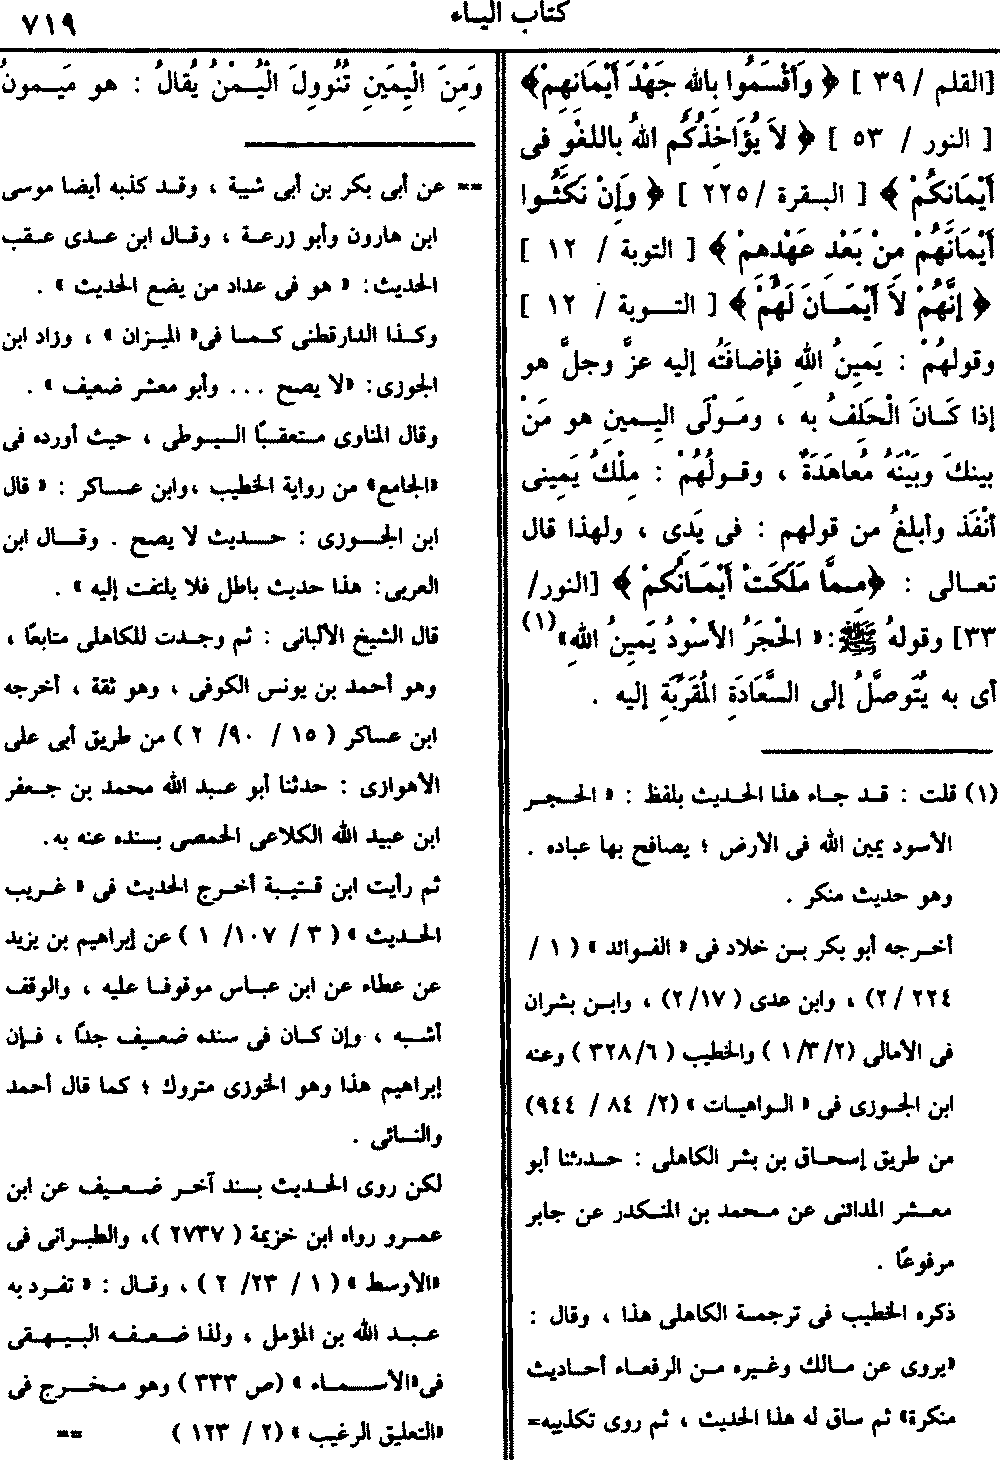 كتاب الياء
٧١٩
[القلم / ٣٩ ] ﴿ وَأَقْسَمُوا بِاللهِ جَهْدَ أَيْمَانِهِمْ﴾
[ النور / ٥٣ ] ﴿ لاَ يُؤَاخِذُكُم اللهُ باللغْوِ فى
أَيْمَانكُمْ ﴾ [ البقرة / ٢٢٥ ] ﴿ وَإِنْ نَكَثُوا
أَيْمَانَهُمْ مِنْ بَعْد عَهْدِهِمْ ﴾ [ التوبة / ١٢ ]
﴿ إنَّهُمْ لاَ أَيْمَانَ لَهُمْ ﴾ [ التوبة / ١٢ ]
وقولهُمْ : يَمِينُ اللهِ فإضافَتُه إليه عزَّ وجلَّ هو
إذا كَانَ الْحَلِفُ به ، ومَوْلَى اليمينِ هو مَنْ
بينكَ وبَيْنَهُ مُعاهَدَةٌ ، وقولُهُمْ : مِلْكُ يَمِينى
أنْفَذ وأبلغُ من قولهم : فى يَدِى ، ولهذا قال
تعالى : ﴿ممَّا مَلَكَتْ أَيْمَانُكمْ ﴾ [النور/
٣٣] وقولهُ ﷺ: « الْحَجَرُ الأسْودُ يَمِينُ اللهِ»(١)
أى به يُتَوصَّلُ إلى السَّعَادَةِ المُقَرِّبَةِ إليه .
(١) قلت : قد جاء هذا الحديث بلفظ : « الحجر
الأسود يمين الله فى الأرض ؛ يصافح بها عباده .
وهو حديث منكر .
أخرجه أبو بكر بن خلاد فى « الفوائد » ( ١ /
٢٢٤ /٢) ، وابن عدى ( ١٧/ ٢) ، وابن بشران
فى الأمالى (٢/ ٣/ ١ ) والخطيب ( ٦/ ٣٢٨ ) وعنه
ابن الجوزى فى « الواهيات » (٢/ ٨٤ / ٩٤٤)
من طريق إسحاق بن بشر الكاهلى : حدثنا أبو
معشر المدائنى عن محمد بن المنكدر عن جابر
مرفوعًا .
ذكره الخطيب فى ترجمة الكاهلى هذا ، وقال :
«يروى عن مالك وغيره من الرفعاء أحاديث
منكرة» ثم ساق له هذا الحديث ، ثم روى تكذيبه=
ومَِنَ الْيمَينِ تُنُووِلَ الْيُمْنُ يُقالُ : هو مَيمونُ
== عن أبى بكر بن أبى شيبة ، وقد كذبه أيضا موسى
ابن هارون وأبو زرعة ، وقال ابن عدى عقب
الحديث: « هو فى عداد من يضع الحديث » .
وكذا الدارقطنى كما فى« الميزان » ، وزاد ابن
الجوزى: «لا يصح ... وأبو معشر ضعيف » .
وقال المناوى متعقبًا السيوطى ، حيث أورده فى
«الجامع» من رواية الخطيب ،وابن عساكر : « قال
ابن الجوزى : حديث لا يصح . وقال ابن
العربى: هذا حديث باطل فلا يلتفت إليه » .
قال الشيخ الألبانى : ثم وجدت للكاهلى متابعًا ،
وهو أحمد بن يونس الكوفى ، وهو ثقة ، أخرجه
ابن عساكر ( ١٥ / ٩٠/ ٢ ) من طريق أبى على
الأهوازى : حدثنا أبو عبد الله محمد بن جعفر
ابن عبيد الله الكلاعى الحمصى بسنده عنه به.
ثم رأيت ابن قتيبة أخرج الحديث فى « غريب
الحديث » ( ٣ / ١٠٧/ ١ ) عن إبراهيم بن يزيد
عن عطاء عن ابن عباس موقوفا عليه ، والوقف
أشبه ، وإن كان فى سنده ضعيف جدًا ، فإن
إبراهيم هذا وهو الخوزى متروك ؛ كما قال أحمد
والنسائى .
لكن روى الحديث بسند آخر ضعيف عن ابن
عمرو رواه ابن خزيمة ( ٢٧٣٧ )، والطبرانى فى
«الأوسط » ( ١ / ٢٣/ ٢ ) ، وقال : « تفرد به
عبد الله بن المؤمل ، ولذا ضعفه البيهقى
فى«الأسماء » (ص ٣٣٣ ) وهو مخرج فى
«التعليق الرغيب » (٢ / ١٢٣ ) ==